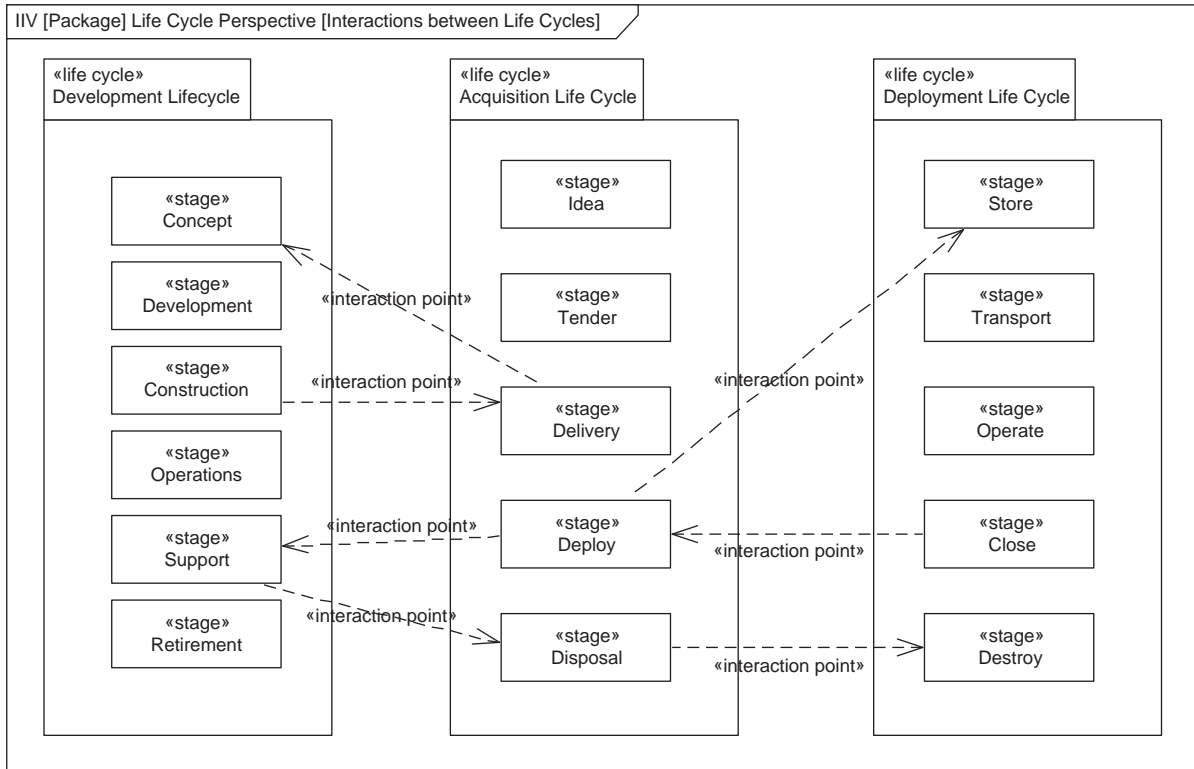 IIV [Package] Life Cycle Perspective [Interactions between Life Cycles]
«life cycle»
Development Lifecycle
«stage»
Concept
«stage»
Development
«stage»
Construction
«stage»
Operations
«stage»
Support
«stage»
Retirement
«interaction point»
«interaction point»
«interaction point»
«interaction point»
«life cycle»
Acquisition Life Cycle
«stage»
Idea
«stage»
Tender
«stage»
Delivery
«stage»
Deploy
«stage»
Disposal
«interaction point»
«interaction point»
«interaction point»
«life cycle»
Deployment Life Cycle
«stage»
Store
«stage»
Transport
«stage»
Operate
«stage»
Close
«stage»
Destroy